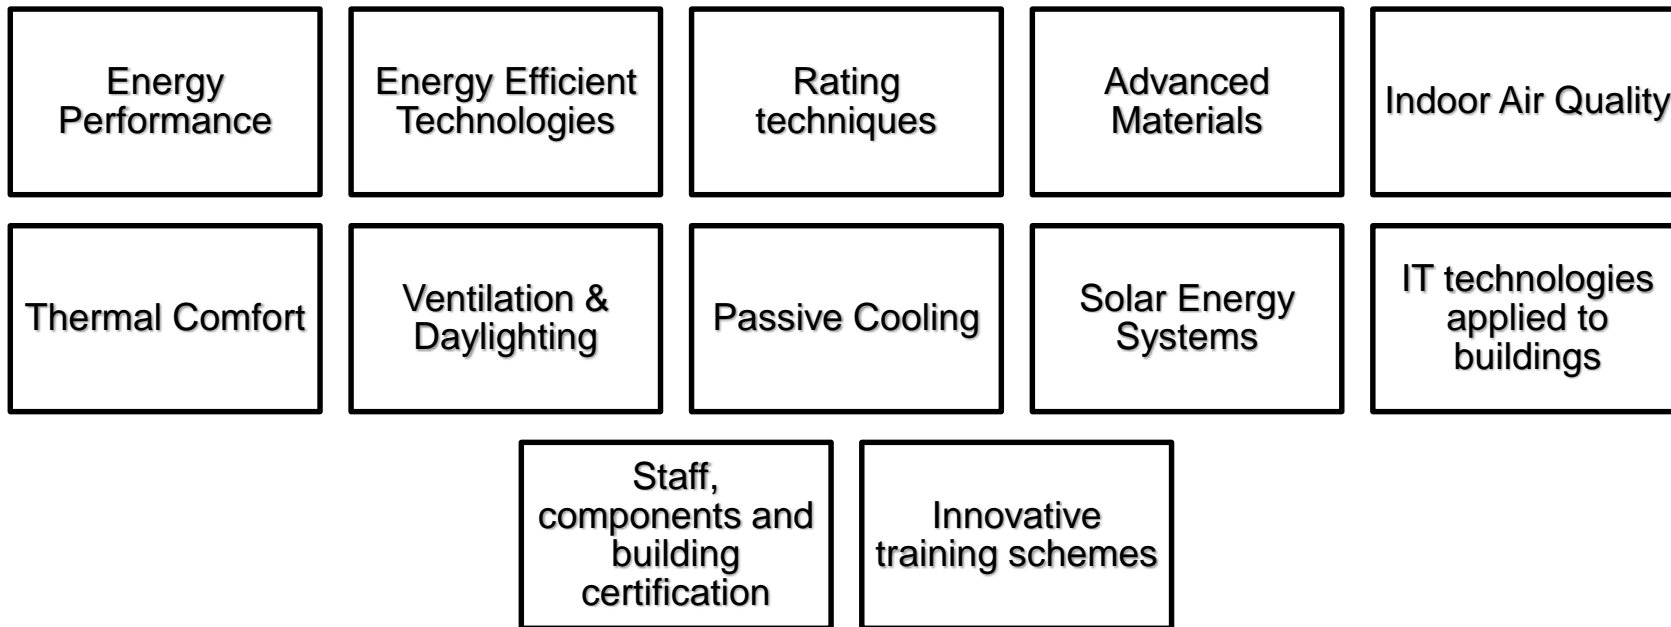 Energy
Performance
Energy Efficient
Technologies
Rating
techniques
Advanced
Materials
Indoor Air Quality
Thermal Comfort
Ventilation &
Daylighting
Passive Cooling
Solar Energy
Systems
IT technologies
applied to
buildings
Staff,
components and
building
certification
Innovative
training schemes